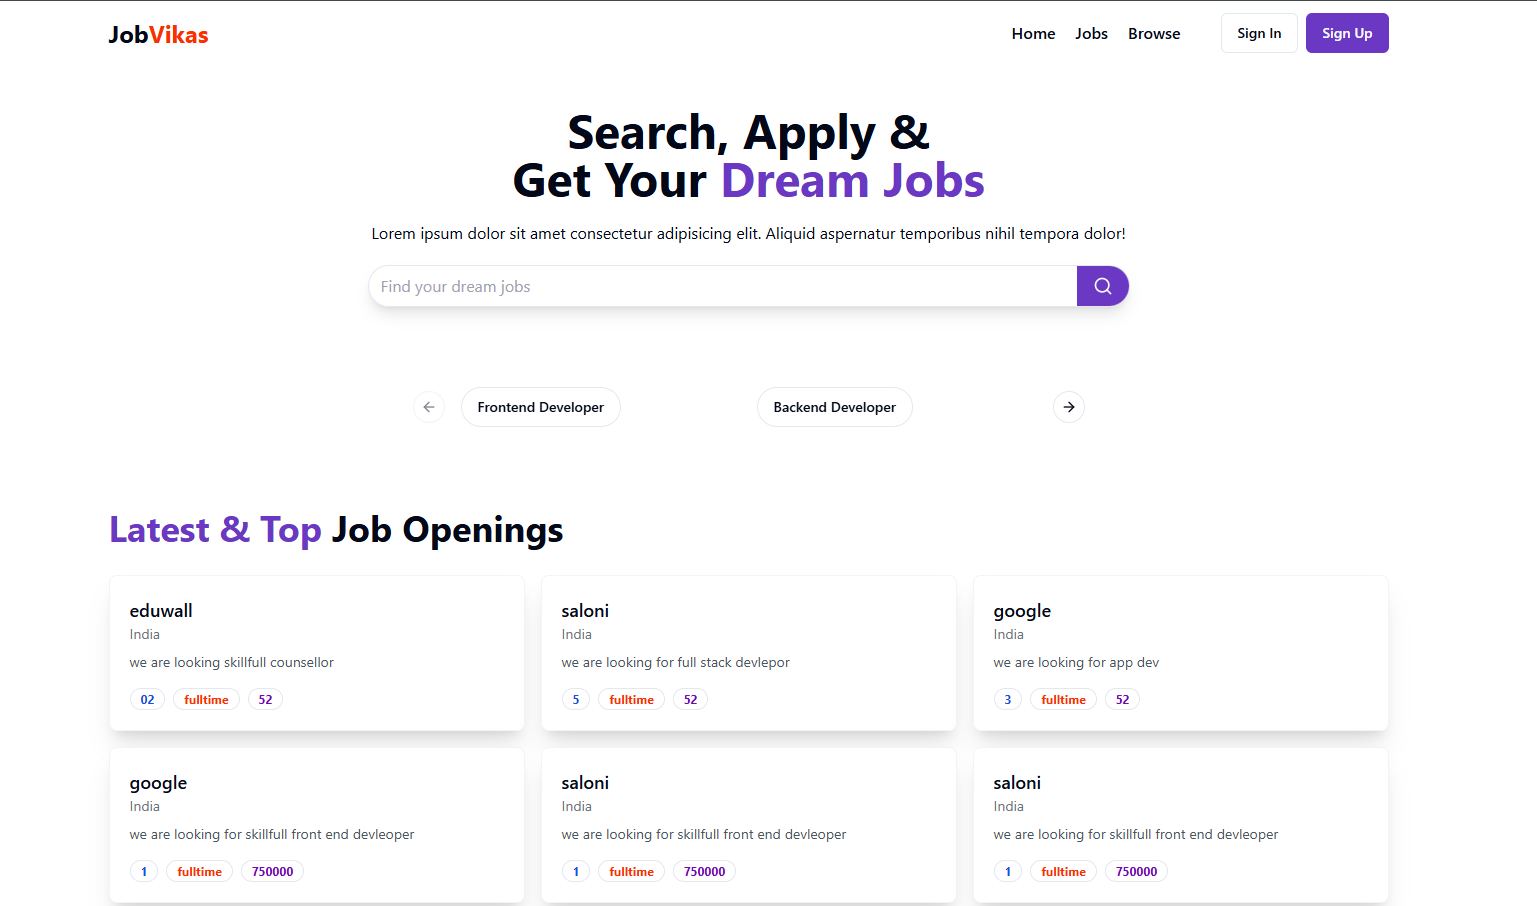 JobVikas
Home Jobs Browse Sign In Sign Up
Search, Apply &
Get Your Dream Jobs
Lorem ipsum dolor sit amet consectetur adipisicing elit. Aliquid aspernatur temporibus nihil tempora dolor!
Find your dream jobs
Frontend Developer Backend Developer
Latest & Top Job Openings
eduwall
India
we are looking skillfull counsellor
02 fulltime 52
saloni
India
we are looking for full stack devlepor
5 fulltime 52
google
India
we are looking for app dev
3 fulltime 52
google
India
we are looking for skillfull front end devleoper
1 fulltime 750000
saloni
India
we are looking for skillfull front end devleoper
1 fulltime 750000
saloni
India
we are looking for skillfull front end devleoper
1 fulltime 750000